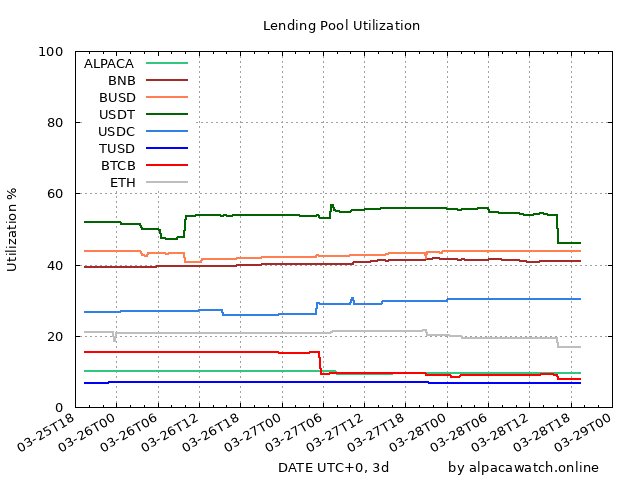 Lending Pool Utilization
100
80
60
40
20
0
Utilization %
ALPACA
BNB
BUSD
USDT
USDC
TUSD
BTCB
ETH
03-25T18
03-26T00
03-26T06
03-26T12
03-26T18
03-27T00
03-27T06
03-27T12
03-27T18
03-28T00
03-28T06
03-28T12
03-28T18
03-29T00
DATE UTC+0, 3d
by alpacawatch.online